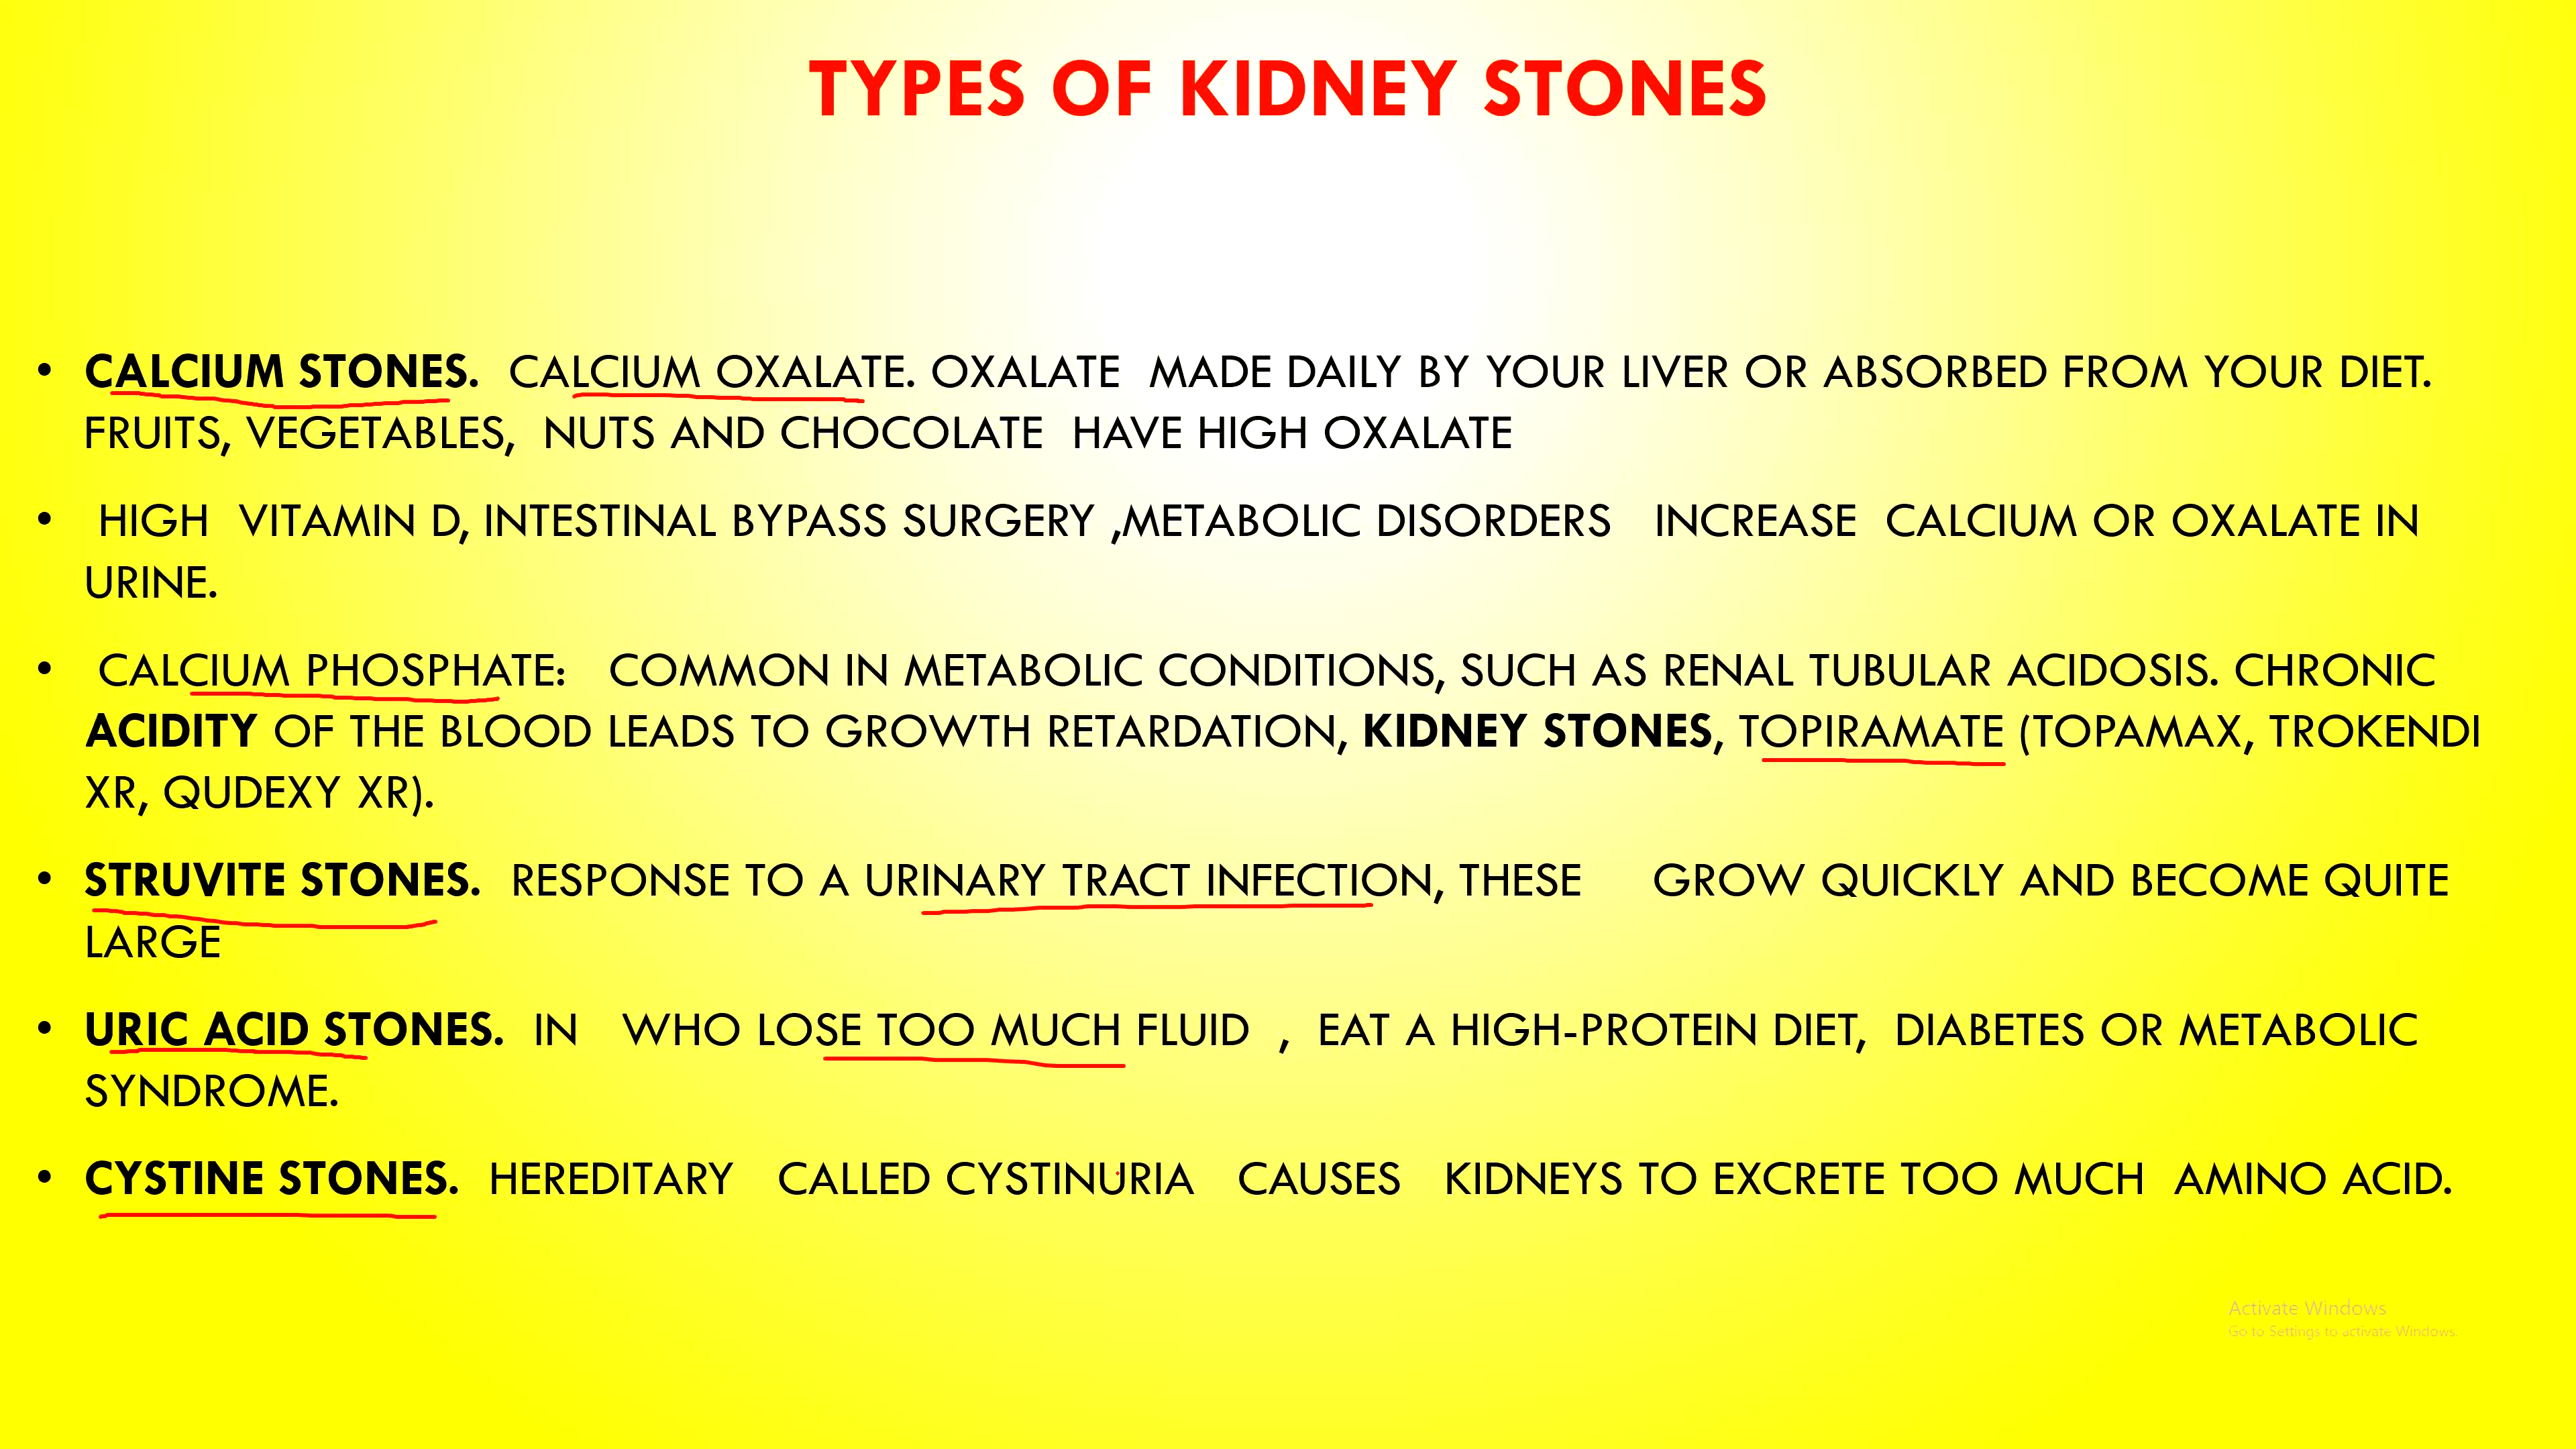 TYPES OF KIDNEY STONES
• CALCIUM STONES. CALCIUM OXALATE. OXALATE MADE DAILY BY YOUR LIVER OR ABSORBED FROM YOUR DIET.
FRUITS, VEGETABLES, NUTS AND CHOCOLATE HAVE HIGH OXALATE
• HIGH VITAMIN D, INTESTINAL BYPASS SURGERY ,METABOLIC DISORDERS INCREASE CALCIUM OR OXALATE IN
URINE.
• CALCIUM PHOSPHATE: COMMON IN METABOLIC CONDITIONS, SUCH AS RENAL TUBULAR ACIDOSIS. CHRONIC
ACIDITY OF THE BLOOD LEADS TO GROWTH RETARDATION, KIDNEY STONES, TOPIRAMATE (TOPAMAX, TROKENDI
XR, QUDEXY XR).
• STRUVITE STONES. RESPONSE TO A URINARY TRACT INFECTION, THESE GROW QUICKLY AND BECOME QUITE
LARGE
• URIC ACID STONES. IN WHO LOSE TOO MUCH FLUID , EAT A HIGH-PROTEIN DIET, DIABETES OR METABOLIC
SYNDROME.
• CYSTINE STONES. HEREDITARY CALLED CYSTINURIA CAUSES KIDNEYS TO EXCRETE TOO MUCH AMINO ACID.
Activate Windows
Go to Settings to activate Windows.